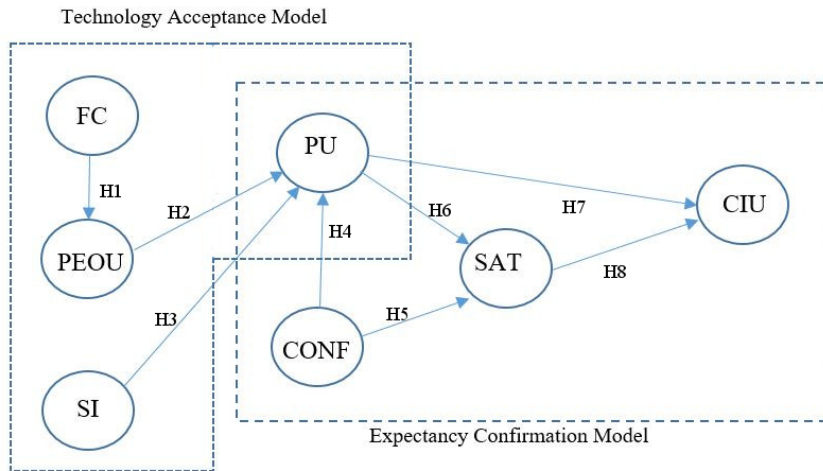 Technology Acceptance Model
FC
PU
H1
H2
H6
H7
CIU
H4
PEOU
SAT
H8
H3
H5
CONF
SI
Expectancy Confirmation Model